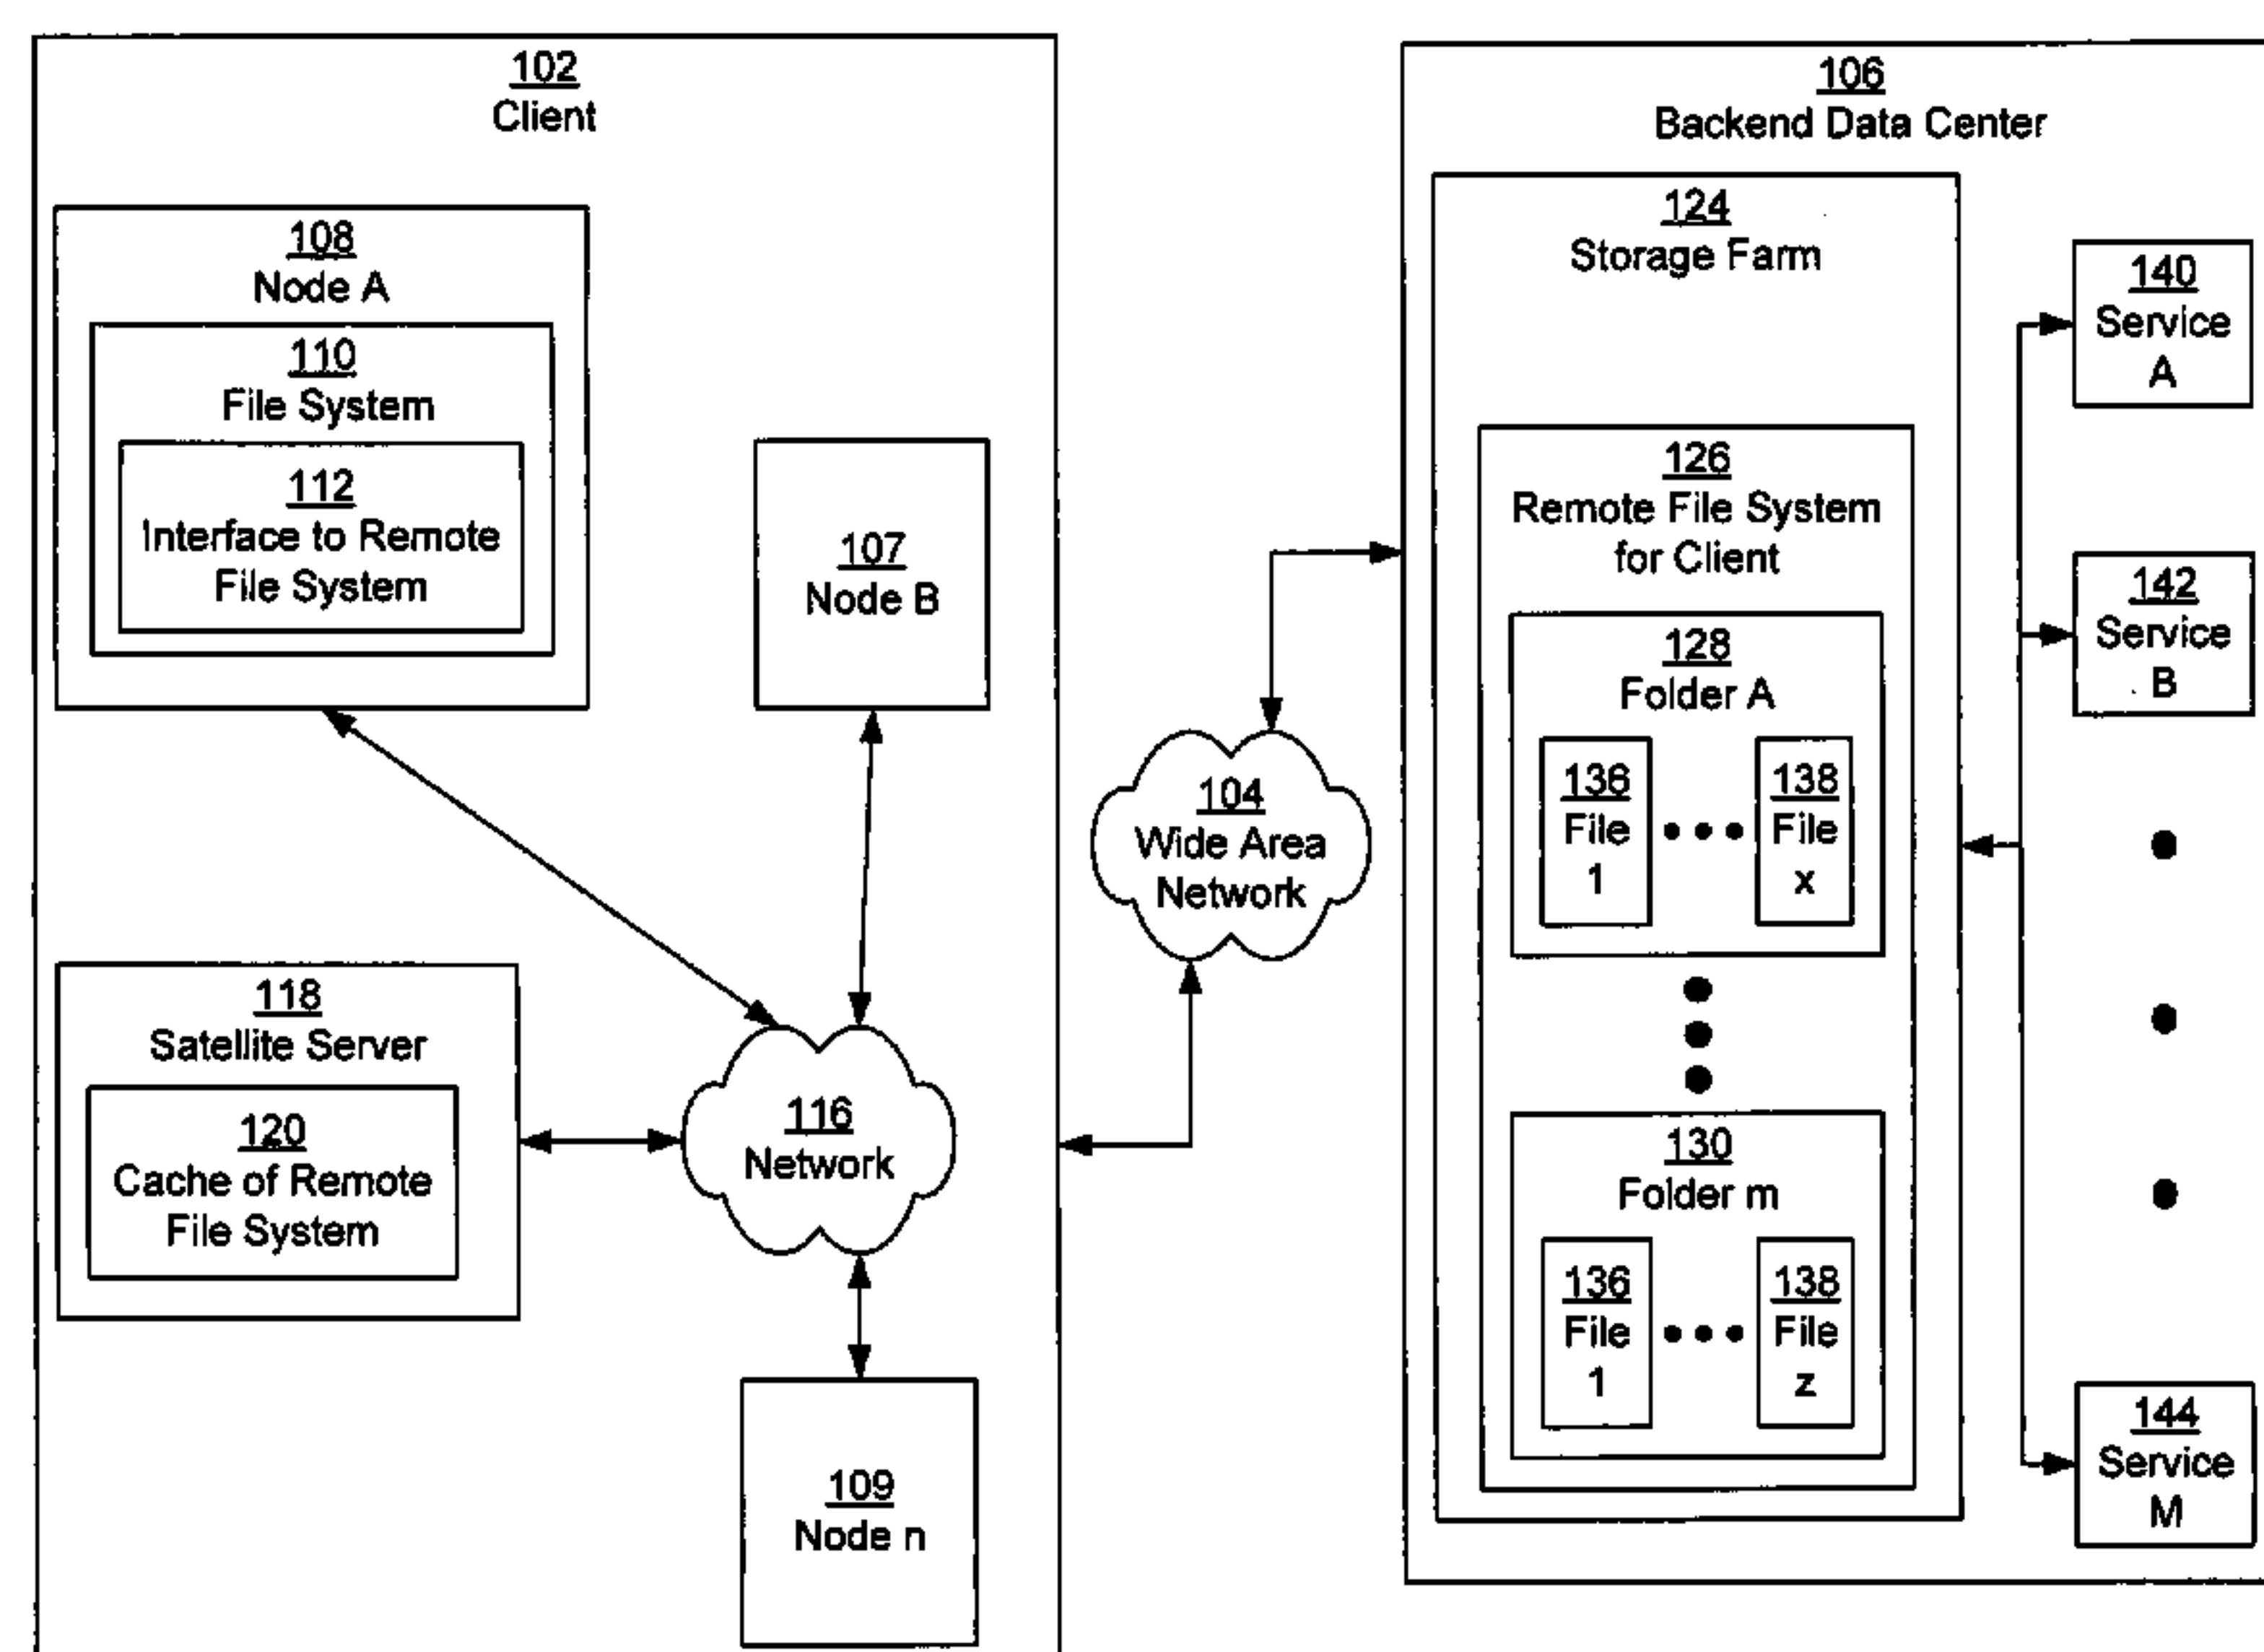 102
Client
108
Node A
110
File System
112
Interface to Remote
File System
107
Node B
118
Satellite Server
120
Cache of Remote
File System
116
Network
109
Node n
104
Wide Area
Network
106
Backend Data Center
124
Storage Farm
126
Remote File System
for Client
128
Folder A
136
File
1
138
File
x
130
Folder m
136
File
1
138
File
z
140
Service
A
142
Service
B
144
Service
M